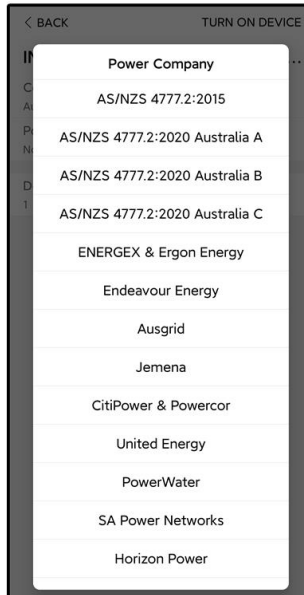 < BACK TURN ON DEVICE
Power Company
AS/NZS 4777.2:2015
AS/NZS 4777.2:2020 Australia A
AS/NZS 4777.2:2020 Australia B
AS/NZS 4777.2:2020 Australia C
ENERGEX & Ergon Energy
Endeavour Energy
Ausgrid
Jemena
CitiPower & Powercor
United Energy
PowerWater
SA Power Networks
Horizon Power